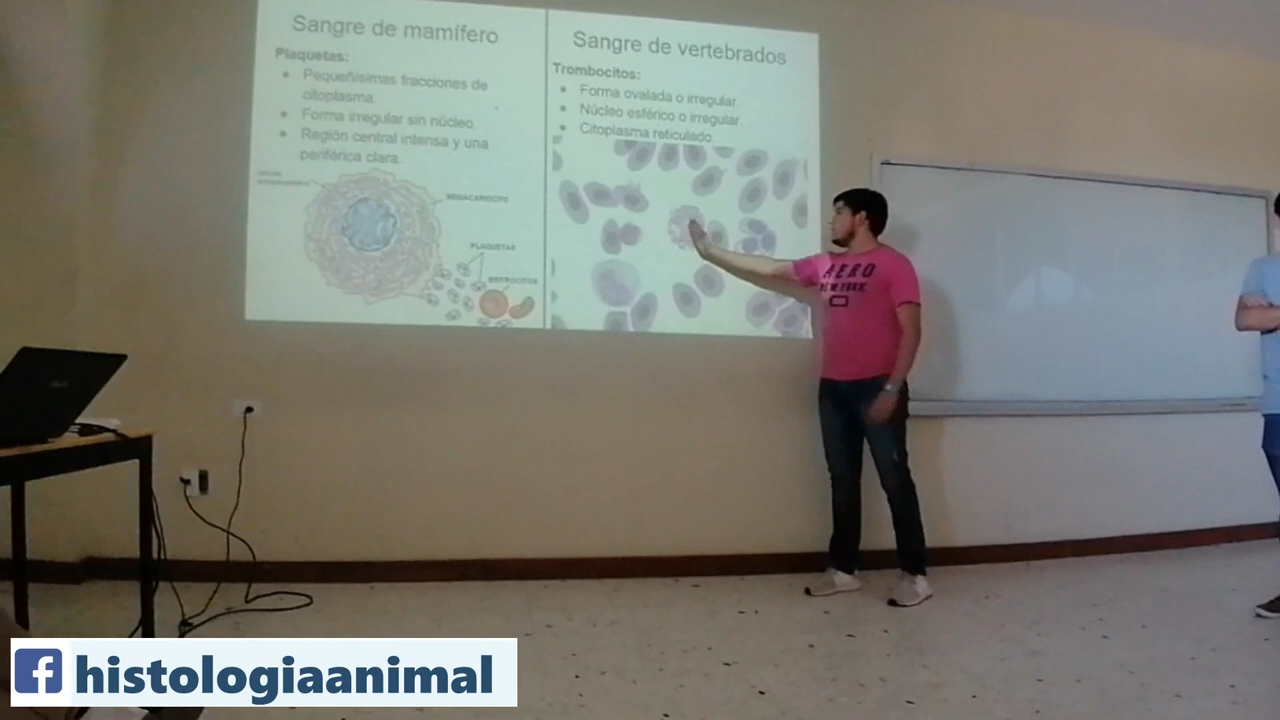 Sangre de mamífero
Plaquetas:
Pequeñísimas fracciones de
citoplasma.
Forma irregular sin núcleo.
Región central intensa y una
periférica clara.
MEGACARIOCITO
PLAQUETAS
ERITROCITOS
Sangre de vertebrados
Trombocitos:
Forma ovalada o irregular.
Núcleo esférico o irregular.
Citoplasma reticulado
AERO
NEW YORK
histologiaanimal